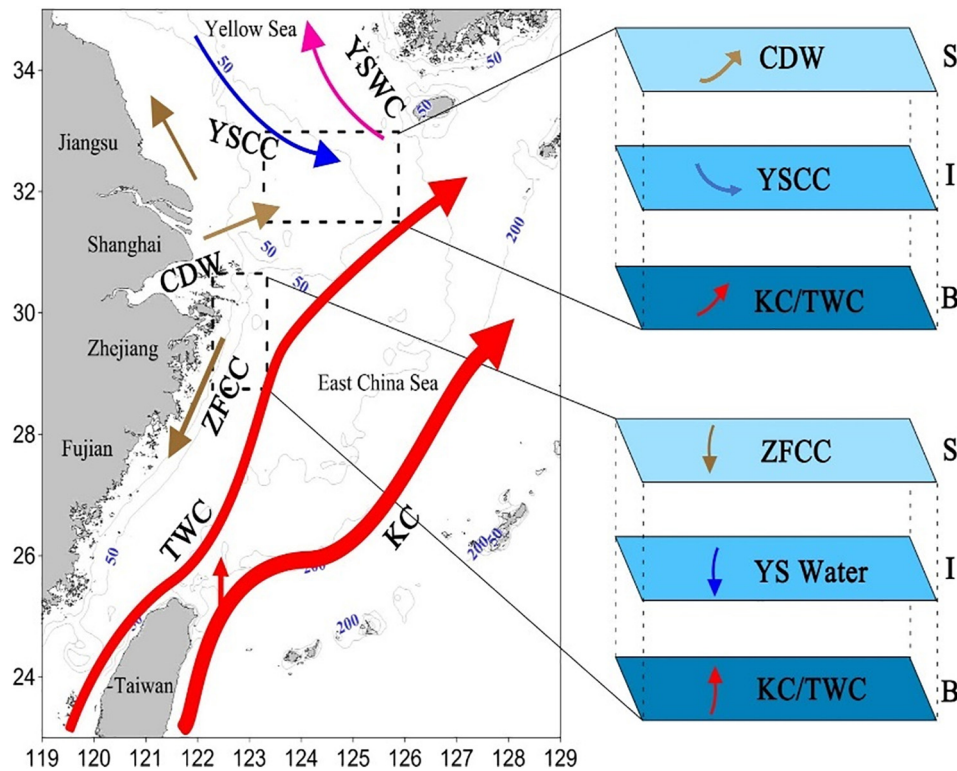 Yellow Sea
50
YSWC
50
50
34
YSCC
Jiangsu
32
200
Shanghai
50
CDW
50
30
Zhejiang
ZFCC
East China Sea
28
Fujian
TWC
KC
50
26
200
50
200
50
200
24
Taiwan
119 120 121 122 123 124 125 126 127 128 129
CDW
S
YSCC
I
KC/TWC
B
ZFCC
S
YS Water
I
KC/TWC
B